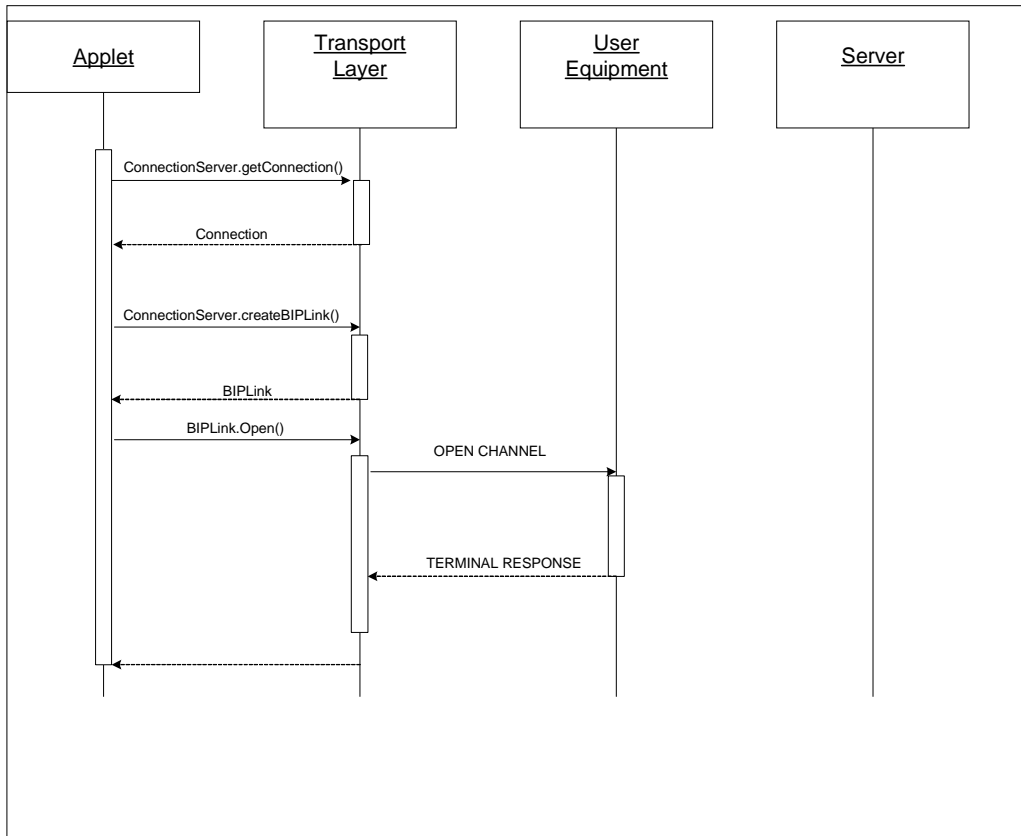 Applet
Transport
Layer
User
Equipment
Server
ConnectionServer.getConnection()
Connection
ConnectionServer.createBIPLink()
BIPLink
BIPLink.Open()
OPEN CHANNEL
TERMINAL RESPONSE